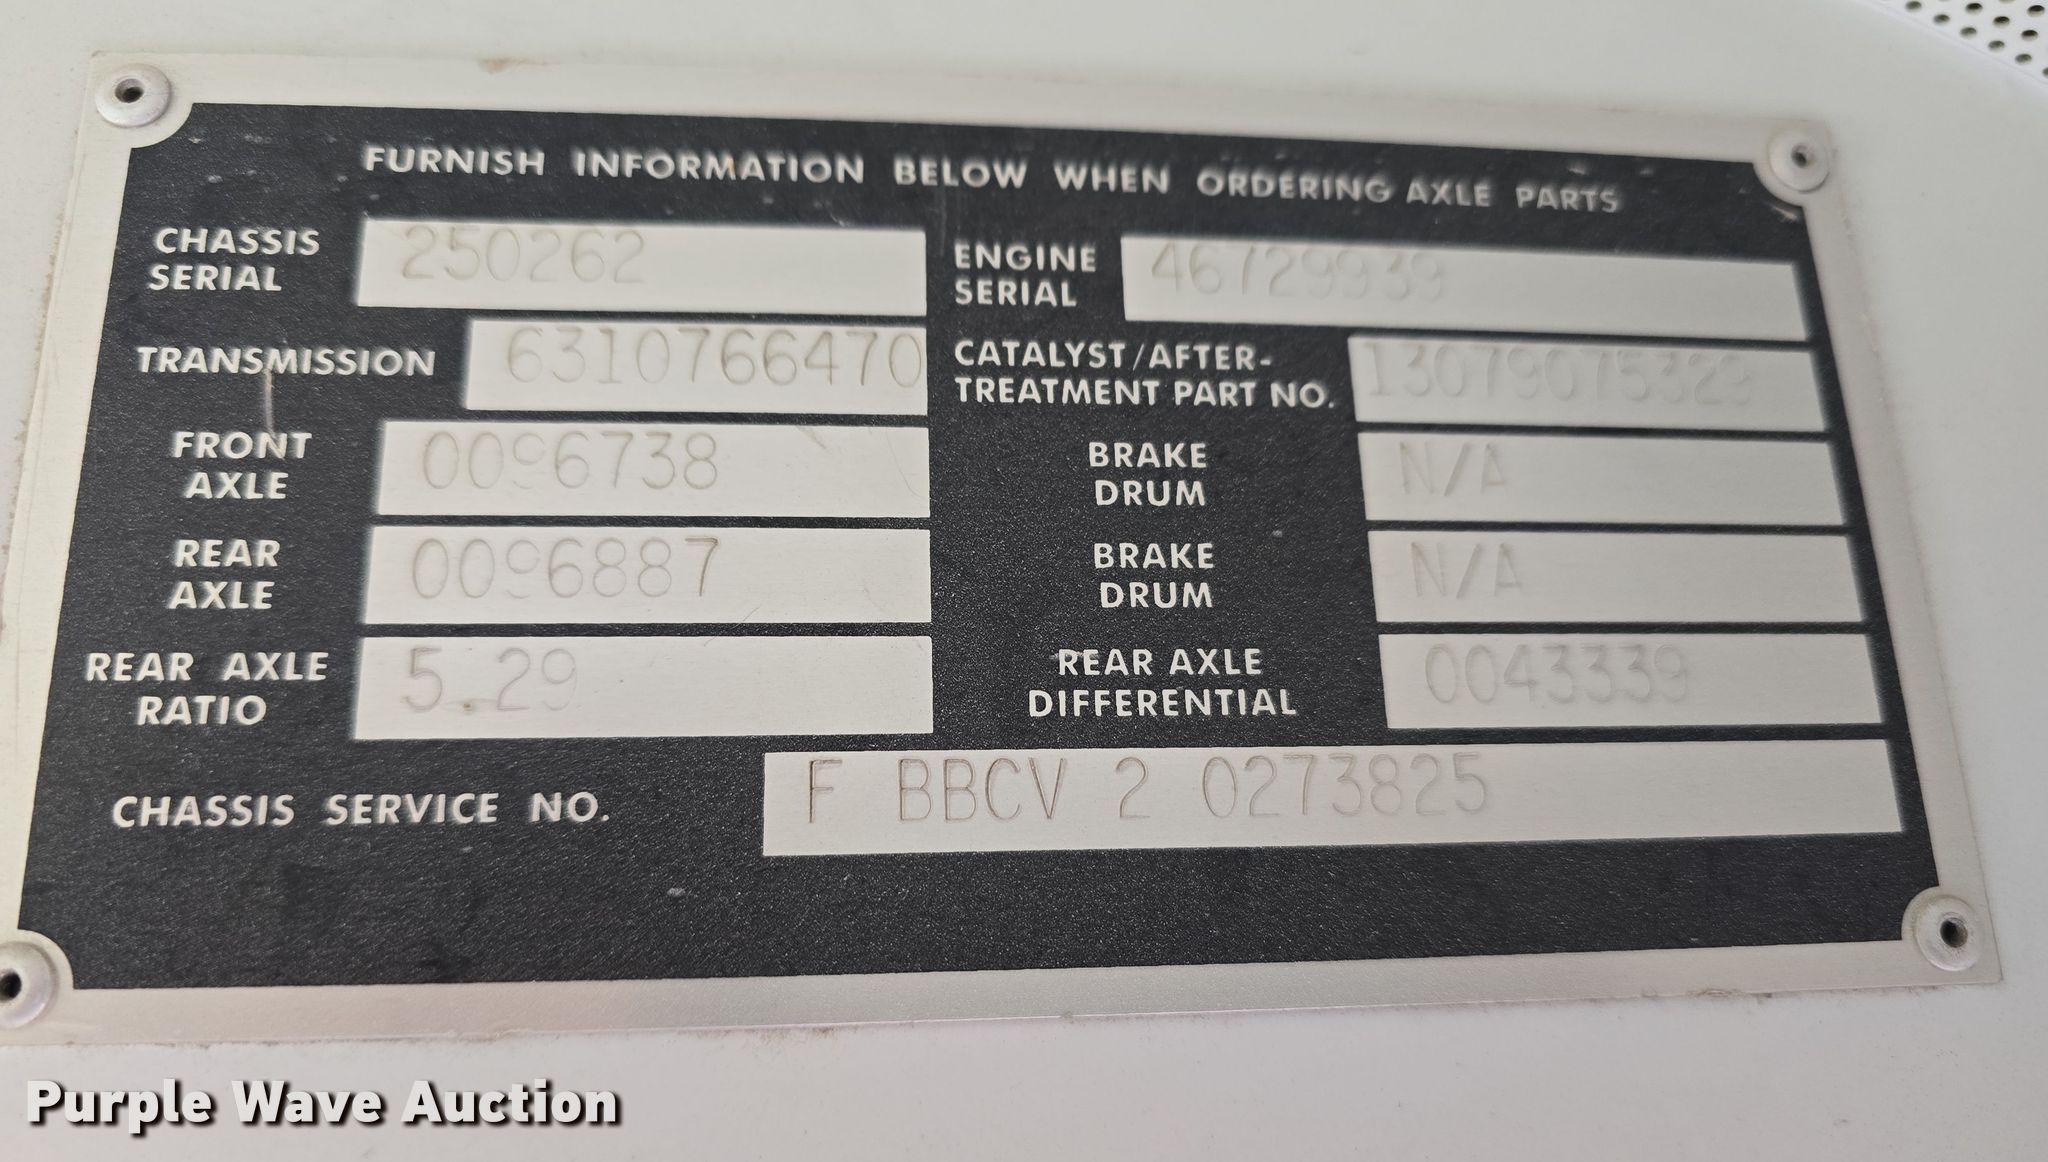 FURNISH INFORMATION BELOW WHEN ORDERING AXLE PARTS
CHASSIS SERIAL 250262
ENGINE SERIAL 46729939
TRANSMISSION 6310766470
CATALYST/AFTER-
TREATMENT PART NO. 13079075329
FRONT AXLE 0096738
BRAKE DRUM N/A
REAR AXLE 0096887
BRAKE DRUM N/A
REAR AXLE RATIO 5.29
REAR AXLE DIFFERENTIAL 0043339
CHASSIS SERVICE NO. F BBCV 2 0273825
Purple Wave Auction